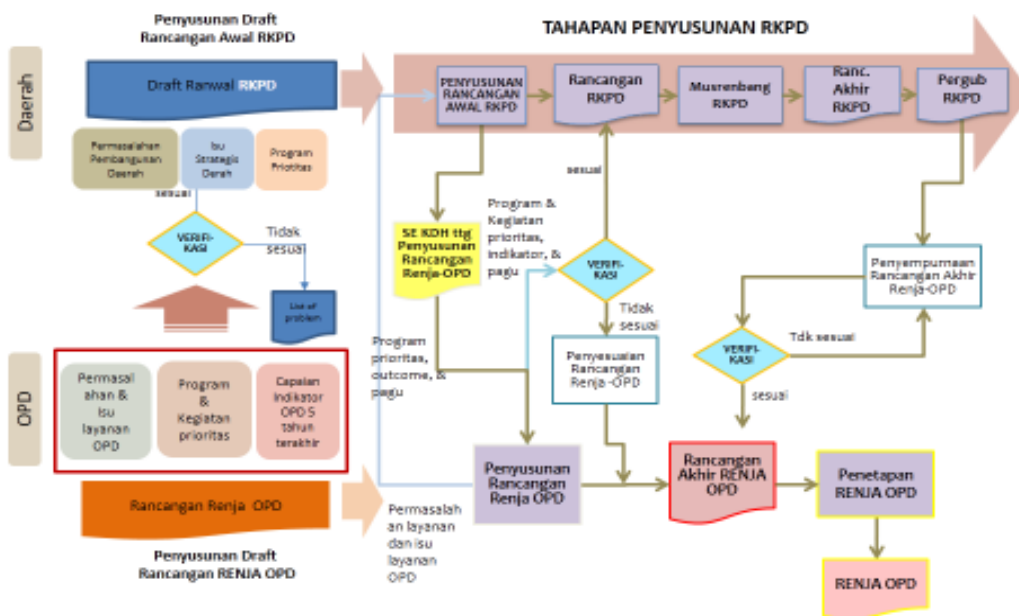 Penyusunan Draft
Rancangan Awal RKPD
TAHAPAN PENYUSUNAN RKPD
Daerah
Draft Ranwal RKPD
PENYUSUNAN
RANCANGAN
AWAL RKPD
Rancangan
RKPD
Musrenbang
RKPD
Ranc.
Akhir
RKPD
Pergub
RKPD
Permasalahan
Pembangunan
Daerah
Isu
Strategis
Derah
Program
Priotitas
sesuai
VERIFI-
KASI
Tidak
sesuai
List of
problem
SE KDH ttg
Penyusunan
Rancangan
Renja-OPD
Program &
Kegiatan
prioritas,
indikator, &
pagu
sesuai
VERIFI-
KASI
Tidak
sesuai
Penyesuaian
Rancangan
Renja -OPD
Penyempurnaan
Rancangan Akhir
Renja-OPD
VERIFI-
KASI
Tdk sesuai
sesuai
OPD
Permasal
ahan &
isu
layanan
OPD
Program
&
Kegiatan
prioritas
Capaian
Indikator
OPD 5
tahun
terakhir
Program
prioritas,
outcome, &
pagu
Rancangan Renja OPD
Penyusunan Draft
Rancangan RENJA OPD
Permasalah
an layanan
dan isu
layanan
OPD
Penyusunan
Rancangan
Renja OPD
Rancangan
Akhir RENJA
OPD
Penetapan
RENJA OPD
RENJA OPD